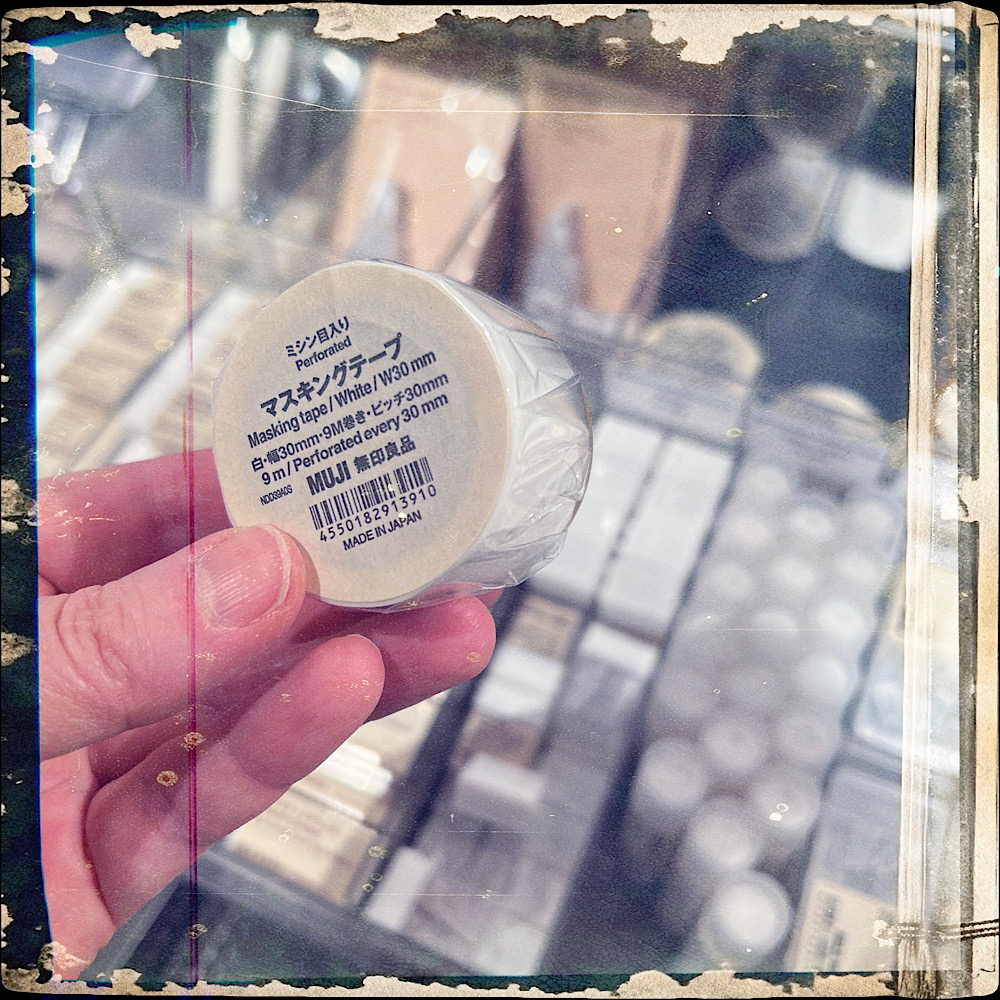 ミシン目入り
Perforated
マスキングテープ
Masking tape / White / W30 mm
白・幅30mm・9M巻き・ピッチ30mm
9 m / Perforated every 30 mm
MUJI 無印良品
NDD39A0S
4550182913910
MADE IN JAPAN